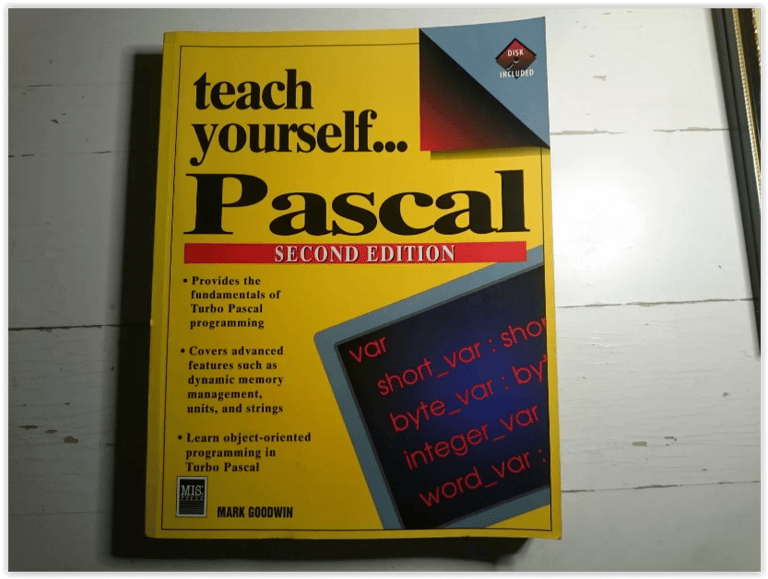 DISK
INCLUDED
teach
yourself...
Pascal
SECOND EDITION
• Provides the
fundamentals of
Turbo Pascal
programming
• Covers advanced
features such as
dynamic memory
management,
units, and strings
• Learn object-oriented
programming in
Turbo Pascal
var
short_var : shor
byte_var : byt
integer_var
word_var :
MIS:
PRESS
MARK GOODWIN